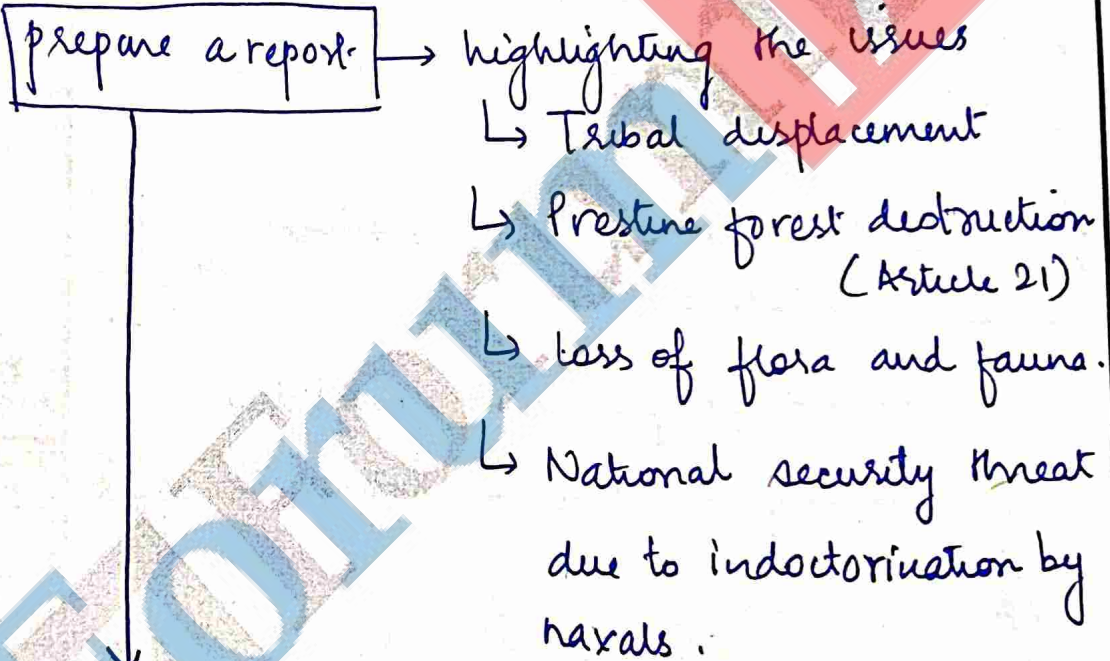 prepare a report → highlighting the issues
↳ Tribal displacement
↳ Prestine forest destruction
(Article 21)
↳ Loss of flora and fauna.
↳ National security threat
due to indoctorination by
naxals.